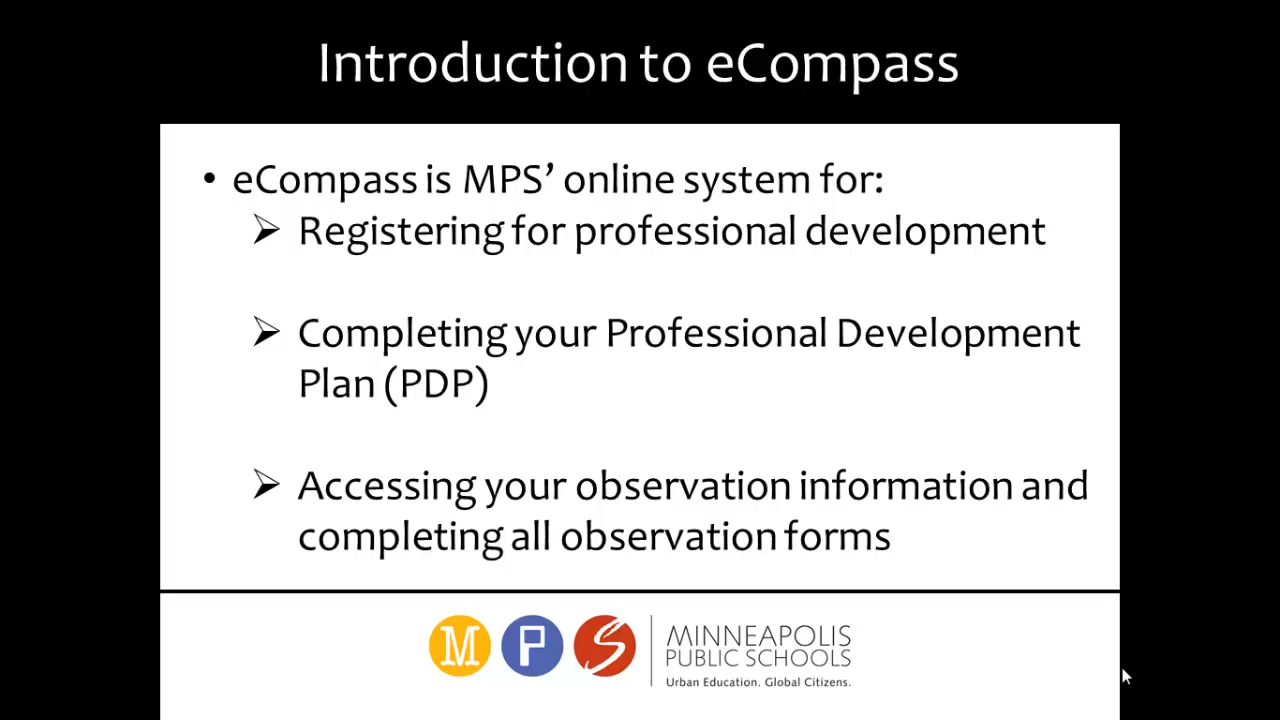 Introduction to eCompass
• eCompass is MPS’ online system for:
➢ Registering for professional development
➢ Completing your Professional Development
Plan (PDP)
➢ Accessing your observation information and
completing all observation forms
M P S
MINNEAPOLIS
PUBLIC SCHOOLS
Urban Education. Global Citizens.